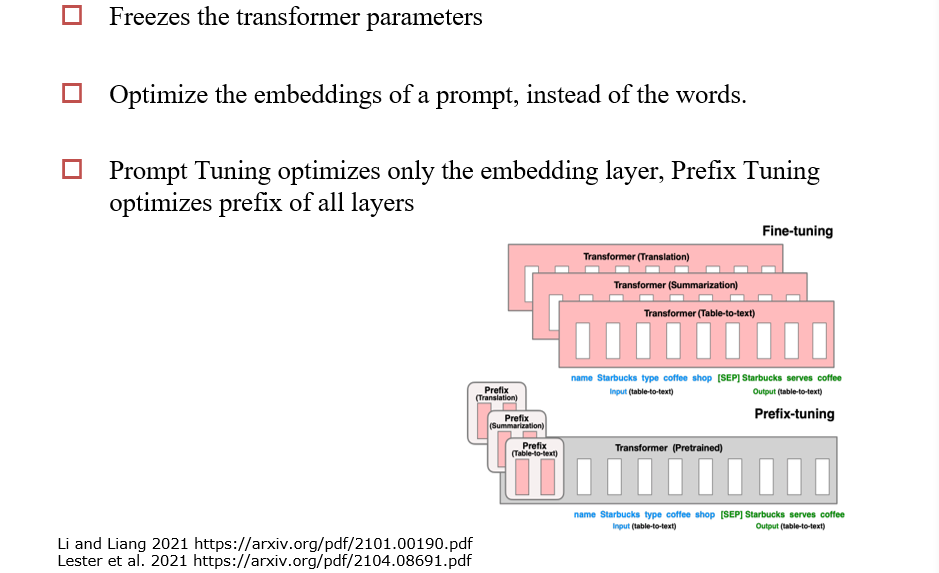 Freezes the transformer parameters
Optimize the embeddings of a prompt, instead of the words.
Prompt Tuning optimizes only the embedding layer, Prefix Tuning
optimizes prefix of all layers
Fine-tuning
Transformer (Translation)
Transformer (Summarization)
Transformer (Table-to-text)
name Starbucks type coffee shop [SEP] Starbucks serves coffee
Input (table-to-text) Output (table-to-text)
Prefix-tuning
Prefix
(Translation)
Prefix
(Summarization)
Prefix
(Table-to-text)
Transformer (Pretrained)
name Starbucks type coffee shop [SEP] Starbucks serves coffee
Input (table-to-text) Output (table-to-text)
Li and Liang 2021 https://arxiv.org/pdf/2101.00190.pdf
Lester et al. 2021 https://arxiv.org/pdf/2104.08691.pdf